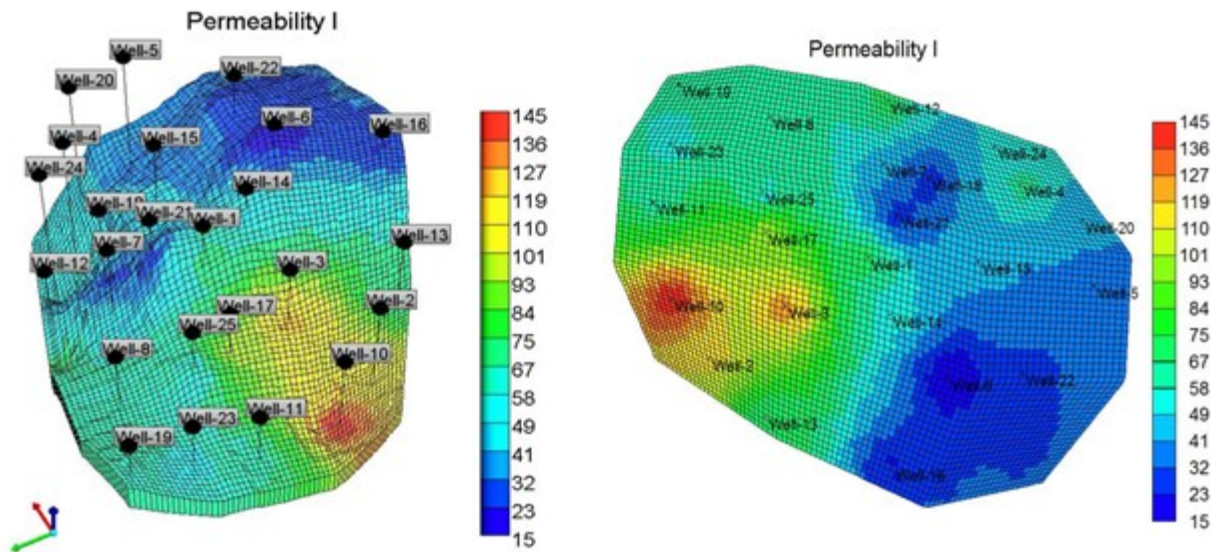 Permeability I
Well-5
Well-22
Well-20
Well-6
Well-16
Well-4
Well-15
Well-24
Well-14
Well-21
Well-1
Well-13
Well-7
Well-12
Well-3
Well-17
Well-2
Well-25
Well-8
Well-10
Well-11
Well-23
Well-19
145
136
127
119
110
101
93
84
75
67
58
49
41
32
23
15
Permeability I
Well-19
Well-12
Well-8
Well-23
Well-24
Well-7
Well-18
Well-4
Well-25
Well-11
Well-21
Well-20
Well-17
Well-1
Well-15
Well-5
Well-10
Well-3
Well-14
Well-2
Well-6
Well-22
Well-13
Well-16
145
136
127
119
110
101
93
84
75
67
58
49
41
32
23
15